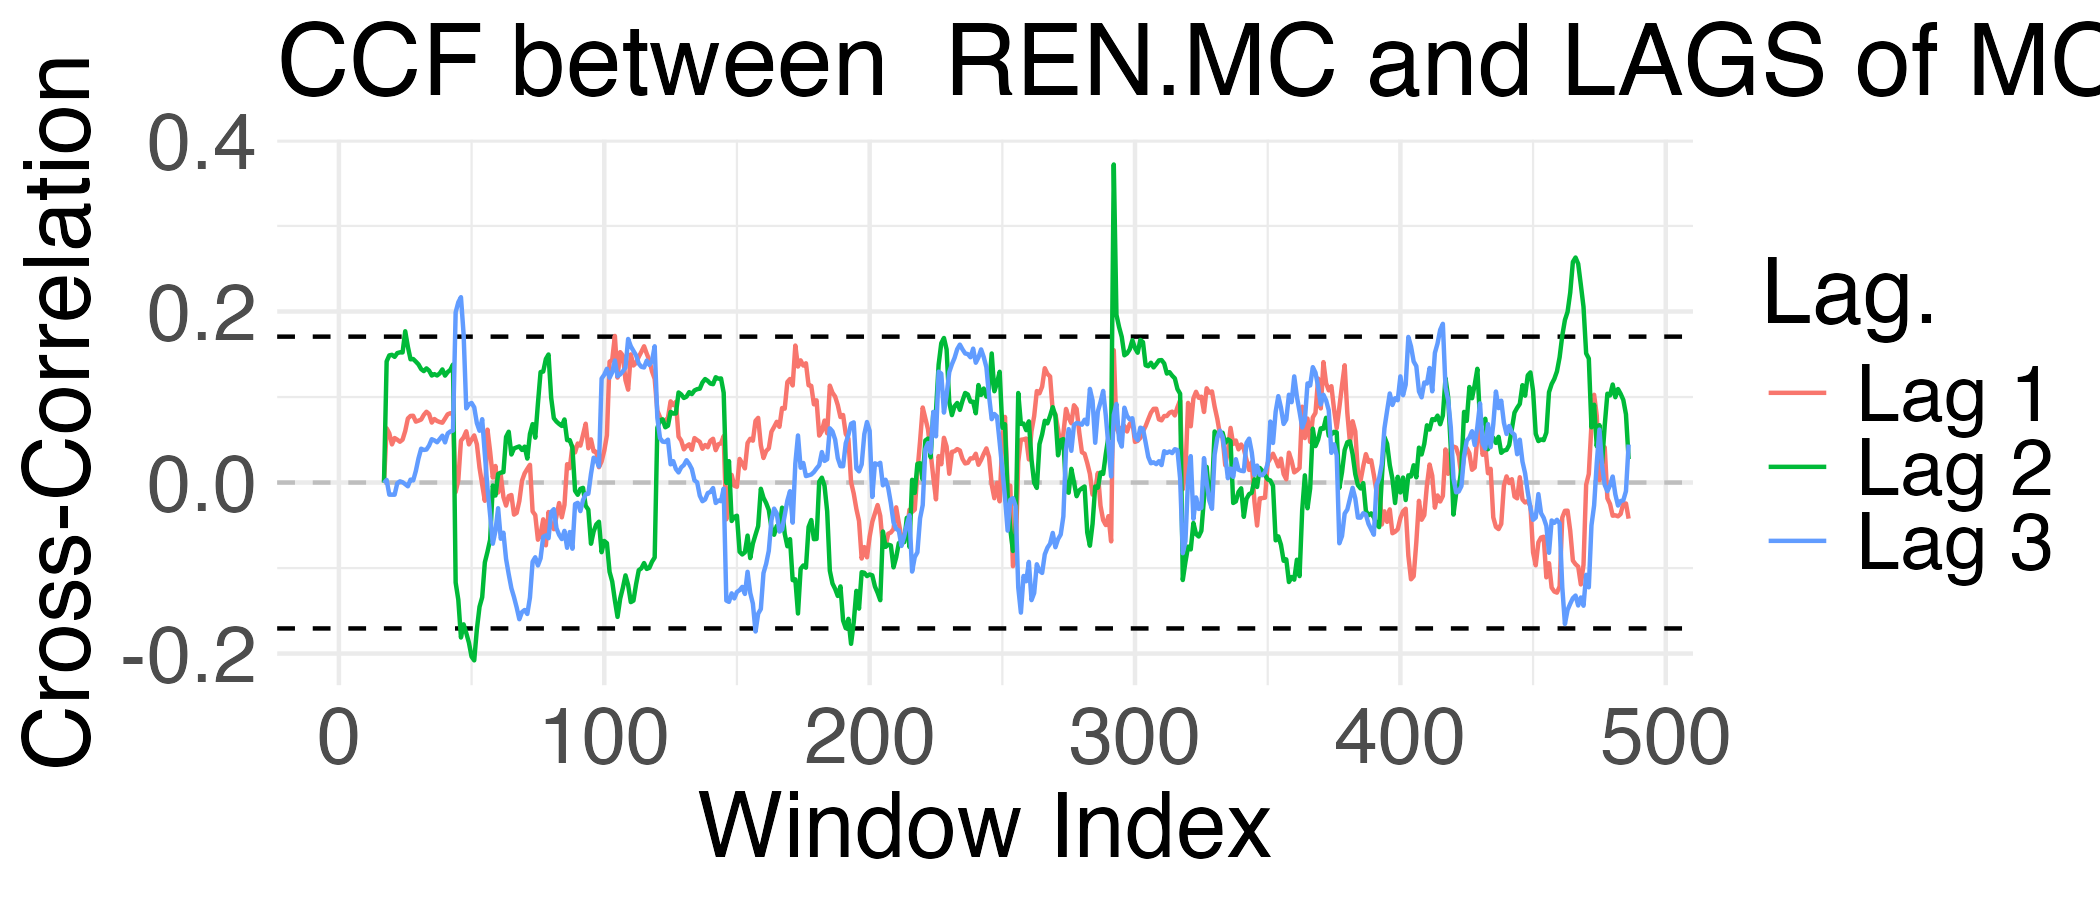 CCF between  REN.MC and LAGS of MC
Cross-Correlation
0.4
0.2
0.0
-0.2
0 100 200 300 400 500
Window Index
Lag.
Lag 1
Lag 2
Lag 3